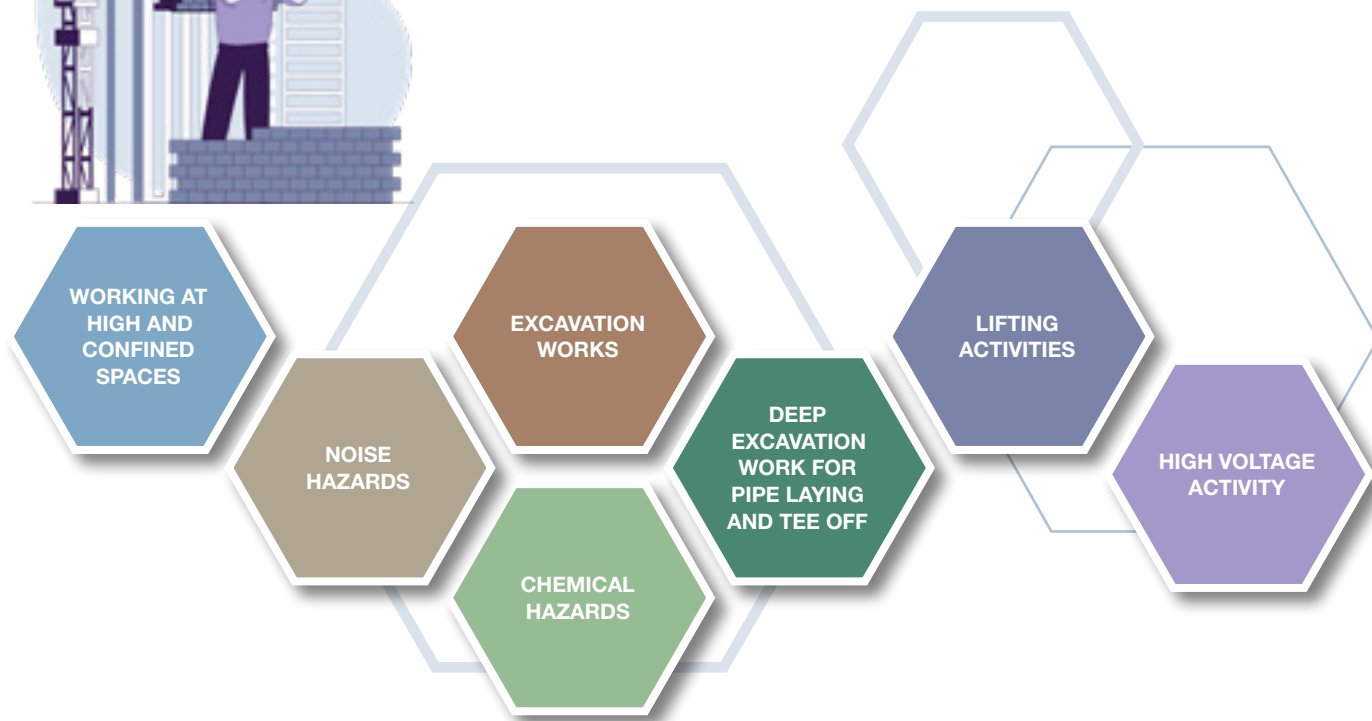 WORKING AT
HIGH AND
CONFINED
SPACES
NOISE
HAZARDS
EXCAVATION
WORKS
CHEMICAL
HAZARDS
DEEP
EXCAVATION
WORK FOR
PIPE LAYING
AND TEE OFF
LIFTING
ACTIVITIES
HIGH VOLTAGE
ACTIVITY